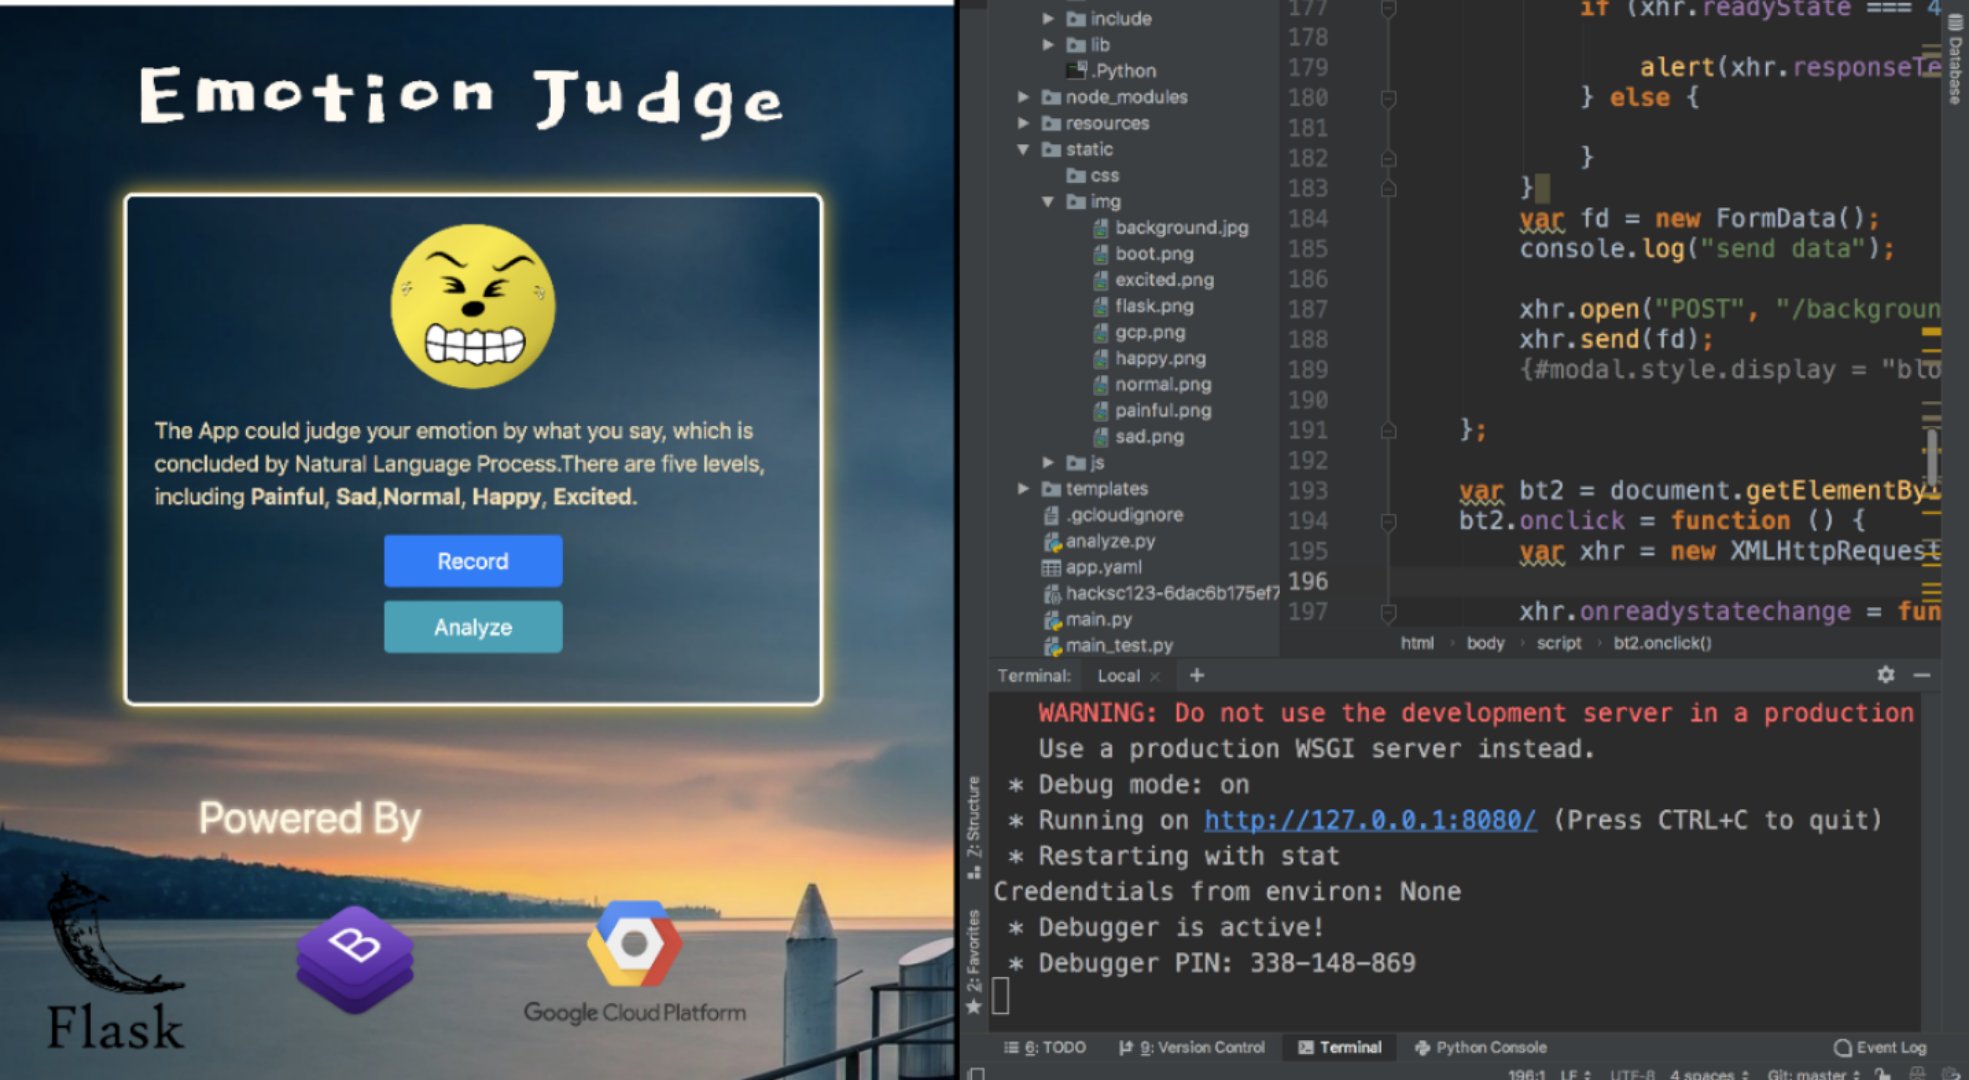 Emotion Judge
The App could judge your emotion by what you say, which is
concluded by Natural Language Process.There are five levels,
including Painful, Sad,Normal, Happy, Excited.
Record
Analyze
Powered By
Flask
B
Google Cloud Platform
include
lib
.Python
node_modules
resources
static
css
img
background.jpg
boot.png
excited.png
flask.png
gcp.png
happy.png
normal.png
painful.png
sad.png
js
templates
.gcloudignore
analyze.py
app.yaml
hacksc123-6dac6b175ef7
main.py
main_test.py
177 if (xhr.readyState === 4
178
179 alert(xhr.responseTe
180 } else {
181
182 }
183 }
184 var fd = new FormData();
185 console.log("send data");
186
187 xhr.open("POST", "/backgroun
188 xhr.send(fd);
189 {#modal.style.display = "blo
190
191 };
192
193 var bt2 = document.getElementBy
194 bt2.onclick = function () {
195 var xhr = new XMLHttpRequest
196
197 xhr.onreadystatechange = fun
html body script bt2.onclick()
Database
Terminal: Local +
WARNING: Do not use the development server in a production
Use a production WSGI server instead.
* Debug mode: on
* Running on http://127.0.0.1:8080/ (Press CTRL+C to quit)
* Restarting with stat
Credendtials from environ: None
* Debugger is active!
* Debugger PIN: 338-148-869
Z: Structure
2: Favorites
6: TODO 9: Version Control Terminal Python Console Event Log
196:1 LF UTF-8 4 spaces Git: master